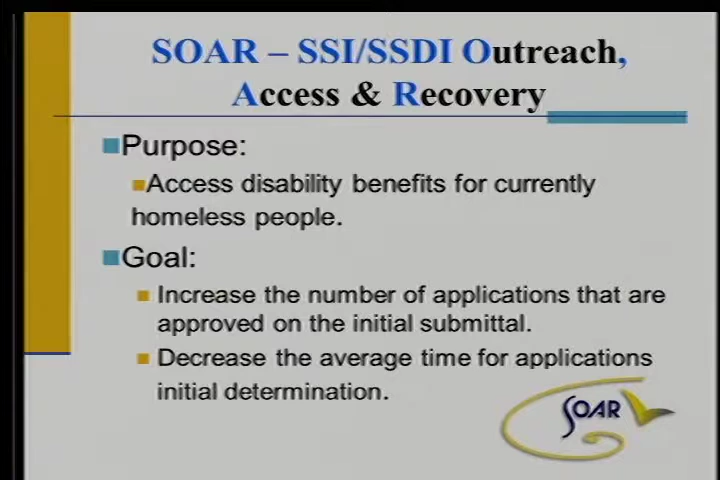 SOAR – SSI/SSDI Outreach,
Access & Recovery
Purpose:
Access disability benefits for currently
homeless people.
Goal:
Increase the number of applications that are
approved on the initial submittal.
Decrease the average time for applications
initial determination.
SOAR